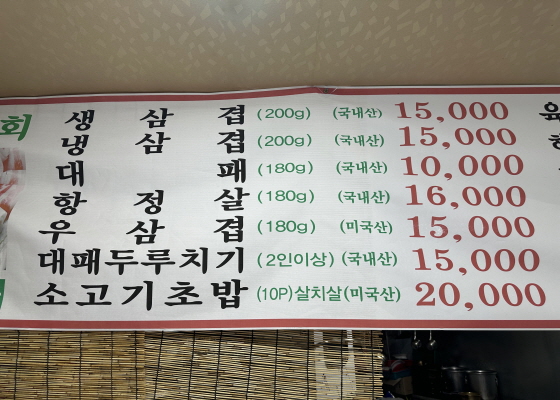 회
생삼겹 (200g) (국내산) 15,000
냉삼겹 (200g) (국내산) 15,000
대패 (180g) (국내산) 10,000
항정살 (180g) (국내산) 16,000
우삼겹 (180g) (미국산) 15,000
대패두루치기 (2인이상) (국내산) 15,000
소고기초밥 (10P)살치살(미국산) 20,000